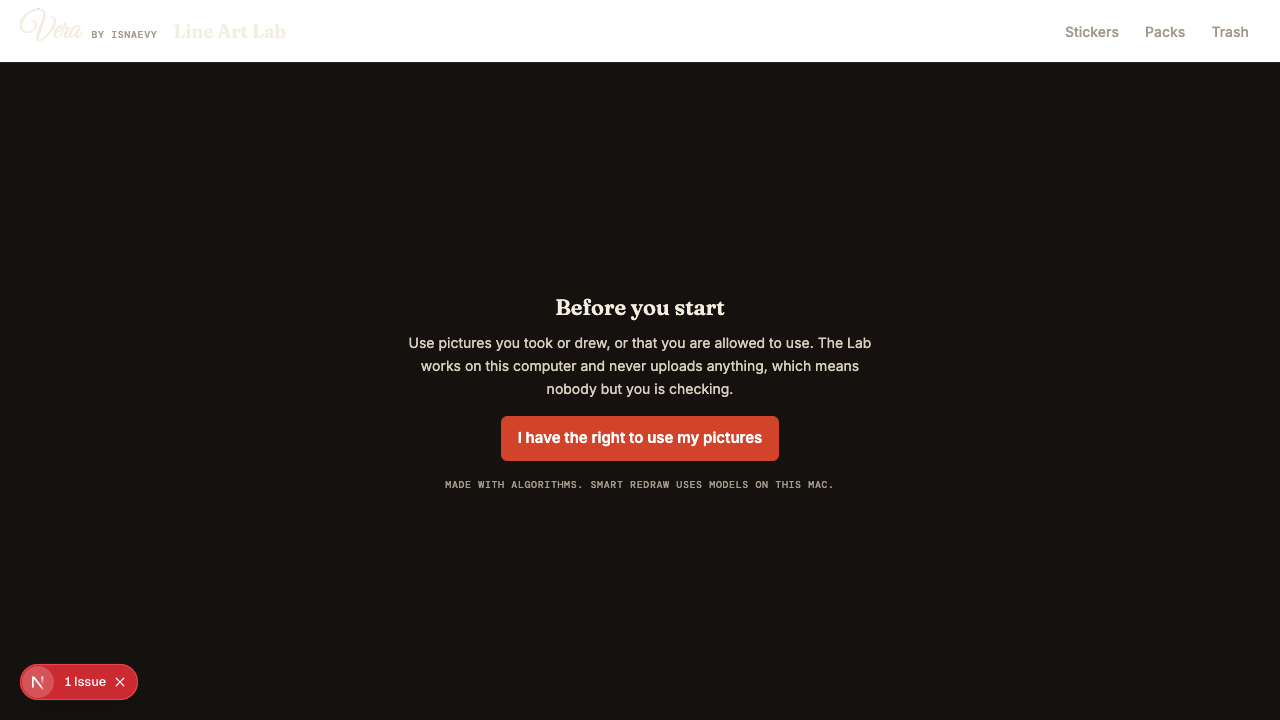 Vera BY ISNAEVY Line Art Lab
Stickers Packs Trash
Before you start
Use pictures you took or drew, or that you are allowed to use. The Lab
works on this computer and never uploads anything, which means
nobody but you is checking.
I have the right to use my pictures
MADE WITH ALGORITHMS. SMART REDRAW USES MODELS ON THIS MAC.
N 1 Issue